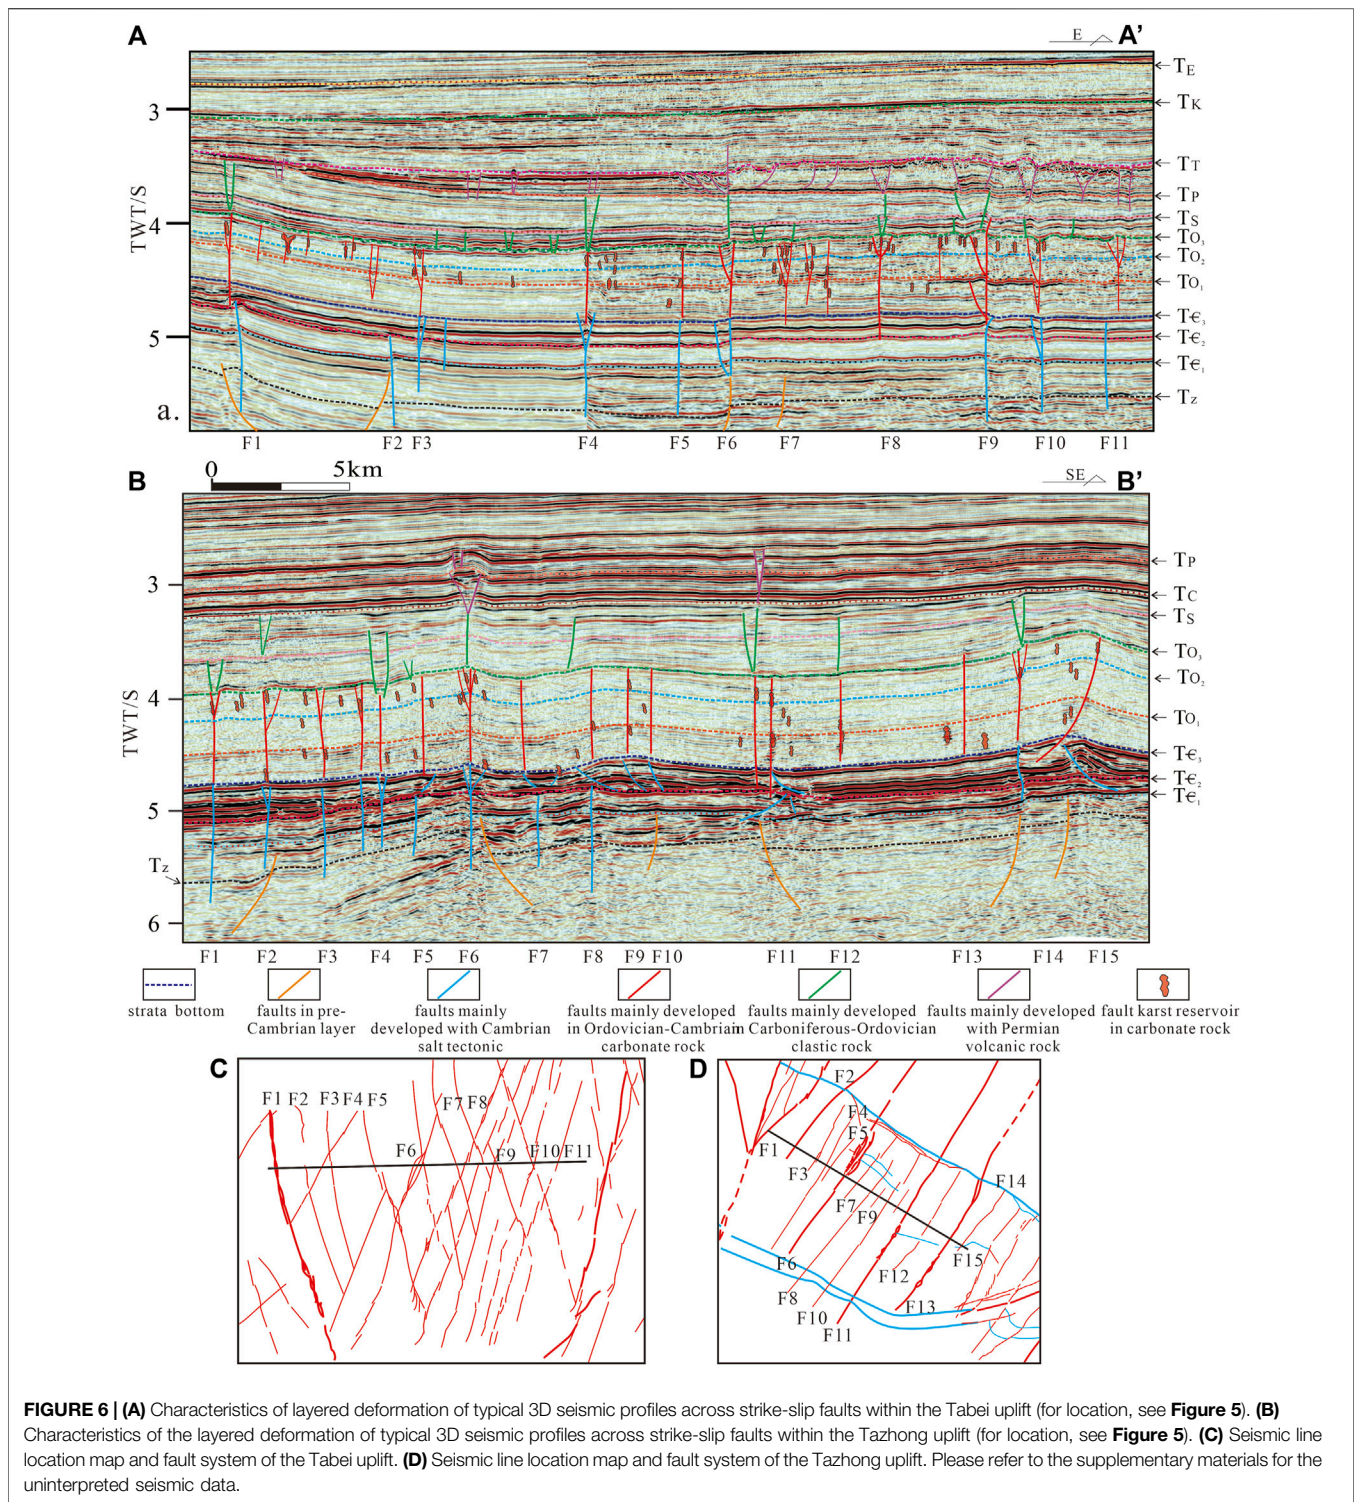 A
E
A'
TE
TK
3
TT
TP
TWT/S
4
TS
TO₃
TO₂
TO₁
T€₃
5
T€₂
T€₁
Tz
a.
F1 F2 F3 F4 F5 F6 F7 F8 F9 F10 F11
0 5km
B
SE
B'
TP
3
TC
TS
TO₃
TO₂
4
TWT/S
TO₁
T€₃
T€₂
T€₁
5
Tz
6
F1 F2 F3 F4 F5 F6 F7 F8 F9 F10 F11 F12 F13 F14 F15
strata bottom
faults in pre-
Cambrian layer
faults mainly
developed with Cambrian
salt tectonic
faults mainly developed
in Ordovician-Cambrian
carbonate rock
faults mainly developed
in Carboniferous-Ordovician
clastic rock
faults mainly developed
with Permian
volcanic rock
fault karst reservoir
in carbonate rock
C
F1 F2 F3 F4 F5 F7 F8
F6 F9 F10 F11
D
F2
F4
F5
F1
F3
F14
F7
F9
F6
F15
F12
F8
F13
F10
F11
FIGURE 6 | (A) Characteristics of layered deformation of typical 3D seismic profiles across strike-slip faults within the Tabei uplift (for location, see Figure 5). (B)
Characteristics of the layered deformation of typical 3D seismic profiles across strike-slip faults within the Tazhong uplift (for location, see Figure 5). (C) Seismic line
location map and fault system of the Tabei uplift. (D) Seismic line location map and fault system of the Tazhong uplift. Please refer to the supplementary materials for the
uninterpreted seismic data.